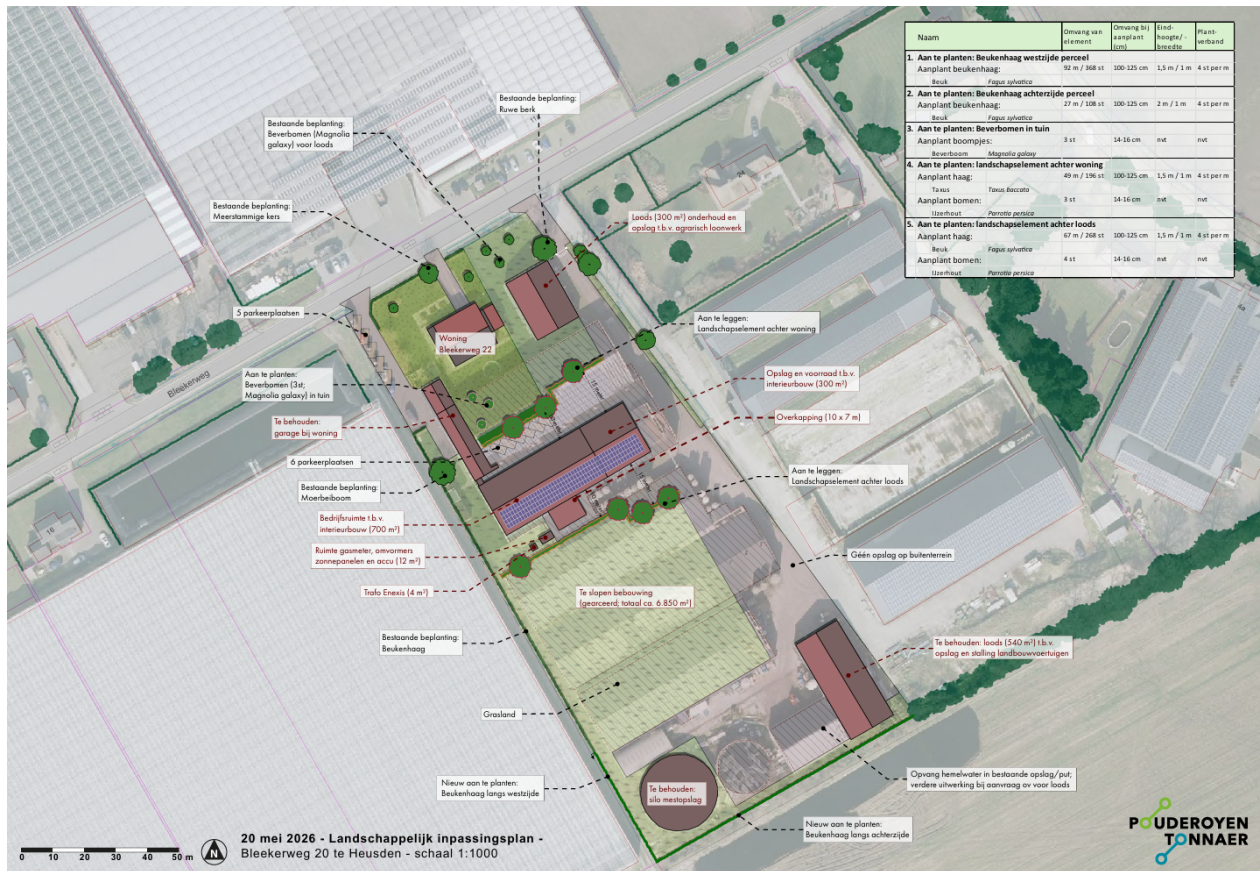 Naam
Omvang van
element
Omvang bij
aanplant
(cm)
Eind-
hoogte/ -
breedte
Plant-
verband
1. Aan te planten: Beukenhaag westzijde perceel
Aanplant beukenhaag: 92 m / 368 st 100-125 cm 1,5 m / 1 m 4 st per m
Beuk Fagus sylvatica
2. Aan te planten: Beukenhaag achterzijde perceel
Aanplant beukenhaag: 27 m / 108 st 100-125 cm 2 m / 1 m 4 st per m
Beuk Fagus sylvatica
3. Aan te planten: Beverbomen in tuin
Aanplant boompjes: 3 st 14-16 cm nvt nvt
Beverboom Magnolia galaxy
4. Aan te planten: landschapselement achter woning
Aanplant haag: 49 m / 196 st 100-125 cm 1,5 m / 1 m 4 st per m
Taxus Taxus baccata
Aanplant bomen: 3 st 14-16 cm nvt nvt
IJzerhout Parrotia persica
5. Aan te planten: landschapselement achter loods
Aanplant haag: 67 m / 268 st 100-125 cm 1,5 m / 1 m 4 st per m
Beuk Fagus sylvatica
Aanplant bomen: 4 st 14-16 cm nvt nvt
IJzerhout Parrotia persica
Bestaande beplanting:
Ruwe berk
Bestaande beplanting:
Beverbomen (Magnolia
galaxy) voor loods
Bestaande beplanting:
Meerstammige kers
Loods (300 m²) onderhoud en
opslag t.b.v. agrarisch loonwerk
24
4a
5 parkeerplaatsen
Aan te leggen:
Landschapselement achter woning
Woning
Bleekerweg 22
Bleekerweg
Aan te planten:
Beverbomen (3st;
Magnolia galaxy) in tuin
15 meter
Opslag en voorraad t.b.v.
interieurbouw (300 m²)
Te behouden:
garage bij woning
Overkapping (10 x 7 m)
6 parkeerplaatsen
Aan te leggen:
Landschapselement achter loods
Bestaande beplanting:
Moerbeiboom
16
Bedrijfsruimte t.b.v.
interieurbouw (700 m²)
Ruimte gasmeter, omvormers
zonnepanelen en accu (12 m²)
Géén opslag op buitenterrein
Trafo Enexis (4 m²)
Te slopen bebouwing
(gearceerd; totaal ca. 6.850 m²)
Bestaande beplanting:
Beukenhaag
Te behouden: loods (540 m²) t.b.v.
opslag en stalling landbouwvoertuigen
Grasland
Nieuw aan te planten:
Beukenhaag langs westzijde
Te behouden:
silo mestopslag
Opvang hemelwater in bestaande opslag/put;
verdere uitwerking bij aanvraag ov voor loods
Nieuw aan te planten:
Beukenhaag langs achterzijde
0 10 20 30 40 50 m
N
20 mei 2026 - Landschappelijk inpassingsplan -
Bleekerweg 20 te Heusden - schaal 1:1000
POUDEROYEN
TONNAER